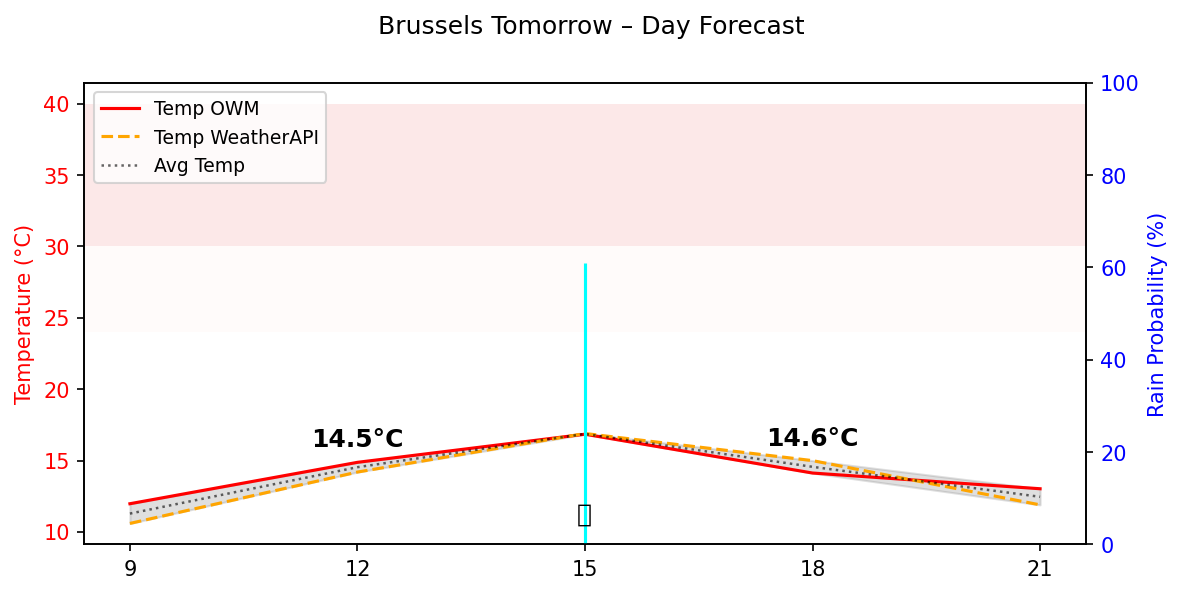 Brussels Tomorrow – Day Forecast
Temp OWM
Temp WeatherAPI
Avg Temp
Temperature (°C)
40
35
30
25
20
15
10
14.5°C
14.6°C
100
80
60
40
20
0
Rain Probability (%)
9
12
15
18
21